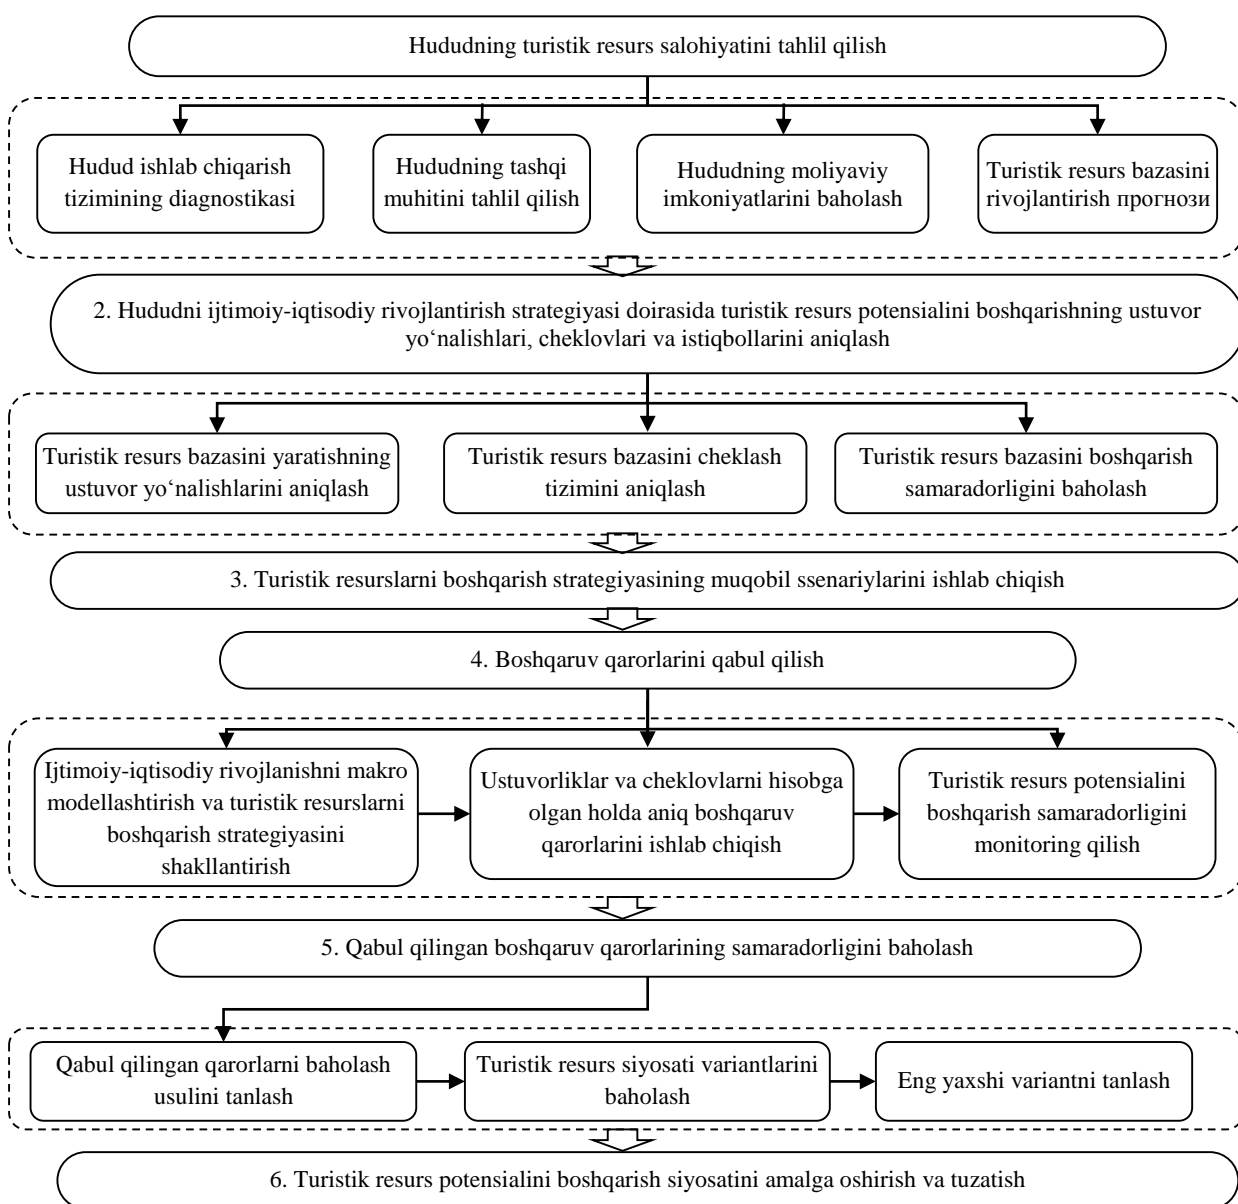 Hududning turistik resurs salohiyatini tahlil qilish
Hudud ishlab chiqarish
tizimining diagnostikasi
Hududning tashqi
muhitini tahlil qilish
Hududning moliyaviy
imkoniyatlarini baholash
Turistik resurs bazasini
rivojlantirish прогнози
2. Hududni ijtimoiy-iqtisodiy rivojlantirish strategiyasi doirasida turistik resurs potensialini boshqarishning ustuvor
yo‘nalishlari, cheklovlari va istiqbollarini aniqlash
Turistik resurs bazasini yaratishning
ustuvor yo‘nalishlarini aniqlash
Turistik resurs bazasini cheklash
tizimini aniqlash
Turistik resurs bazasini boshqarish
samaradorligini baholash
3. Turistik resurslarni boshqarish strategiyasining muqobil ssenariylarini ishlab chiqish
4. Boshqaruv qarorlarini qabul qilish
Ijtimoiy-iqtisodiy rivojlanishni makro
modellashtirish va turistik resurslarni
boshqarish strategiyasini
shakllantirish
Ustuvorliklar va cheklovlarni hisobga
olgan holda aniq boshqaruv
qarorlarini ishlab chiqish
Turistik resurs potensialini
boshqarish samaradorligini
monitoring qilish
5. Qabul qilingan boshqaruv qarorlarining samaradorligini baholash
Qabul qilingan qarorlarni baholash
usulini tanlash
Turistik resurs siyosati variantlarini
baholash
Eng yaxshi variantni tanlash
6. Turistik resurs potensialini boshqarish siyosatini amalga oshirish va tuzatish